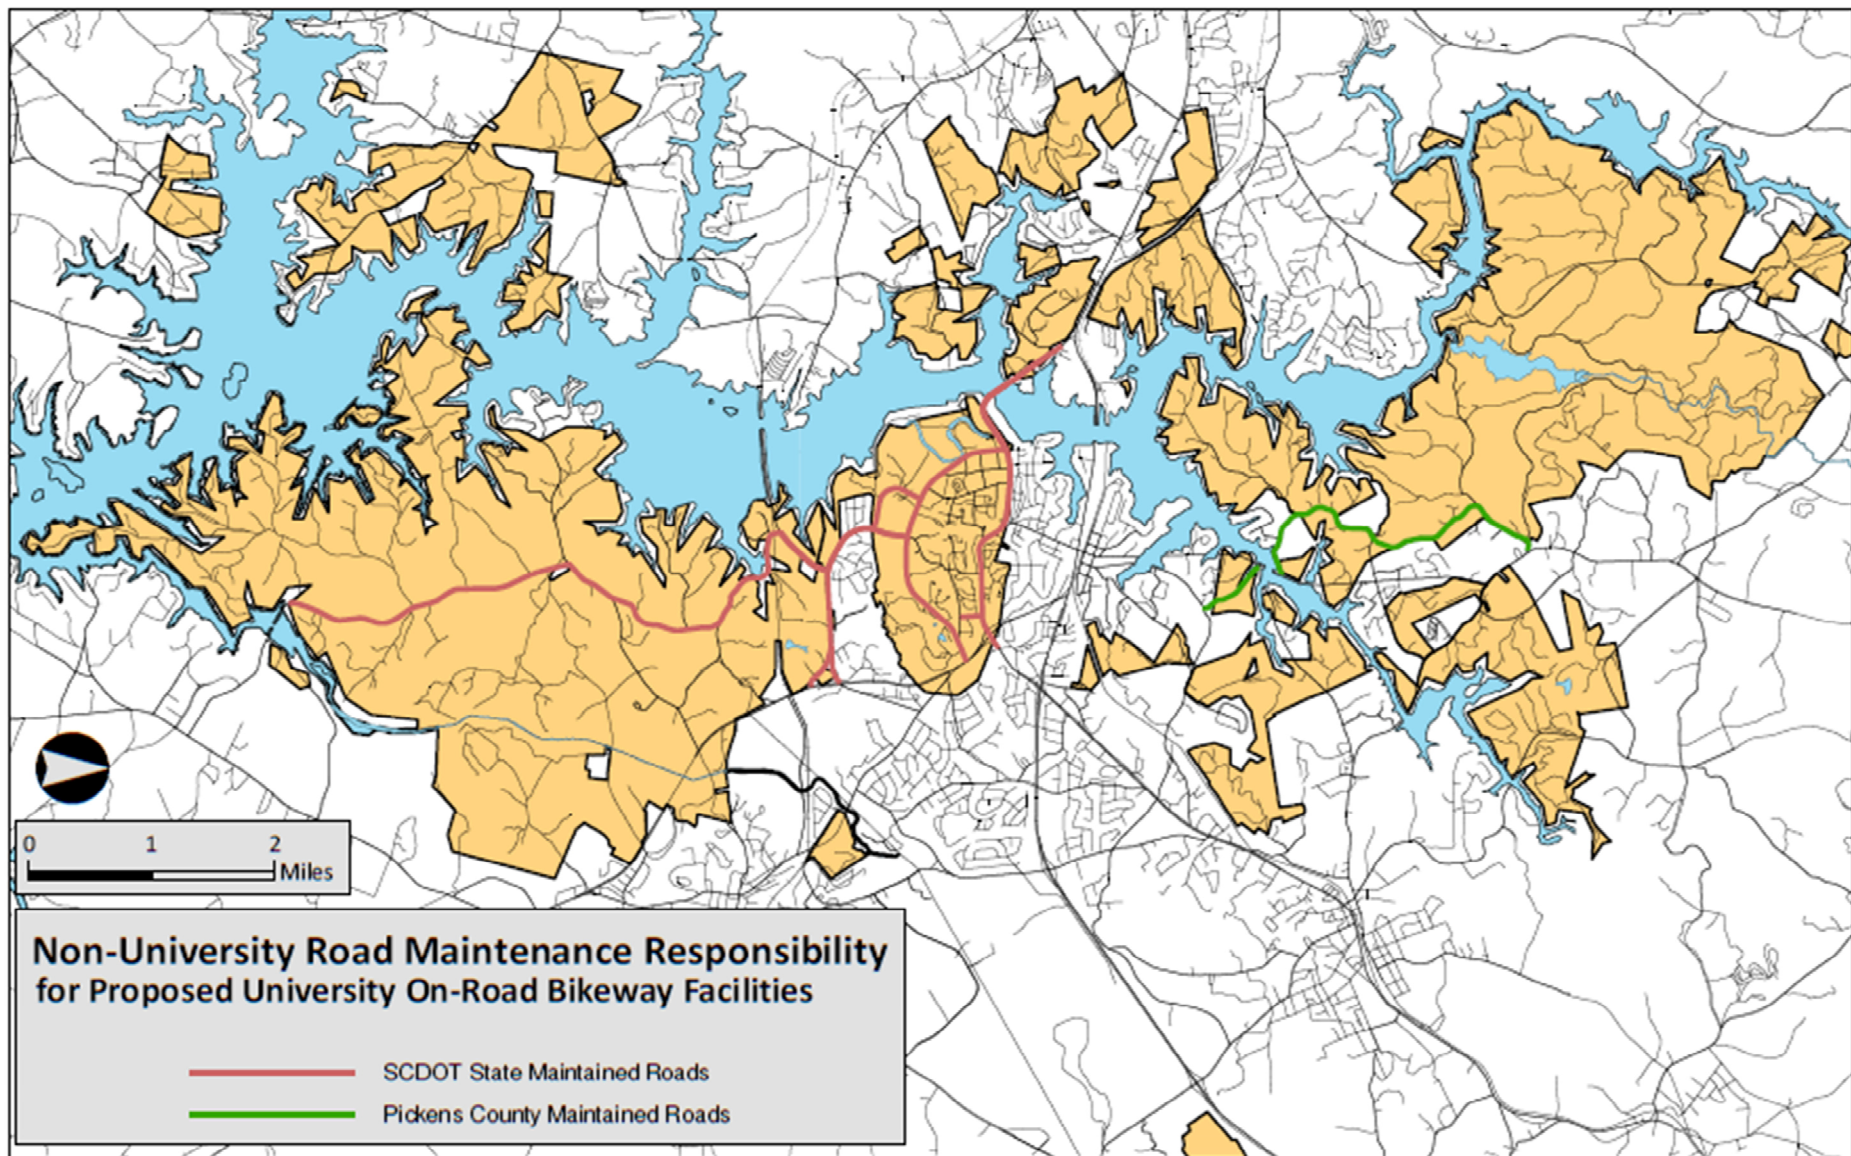 0 1 2
Miles
Non-University Road Maintenance Responsibility
for Proposed University On-Road Bikeway Facilities
SCDOT State Maintained Roads
Pickens County Maintained Roads